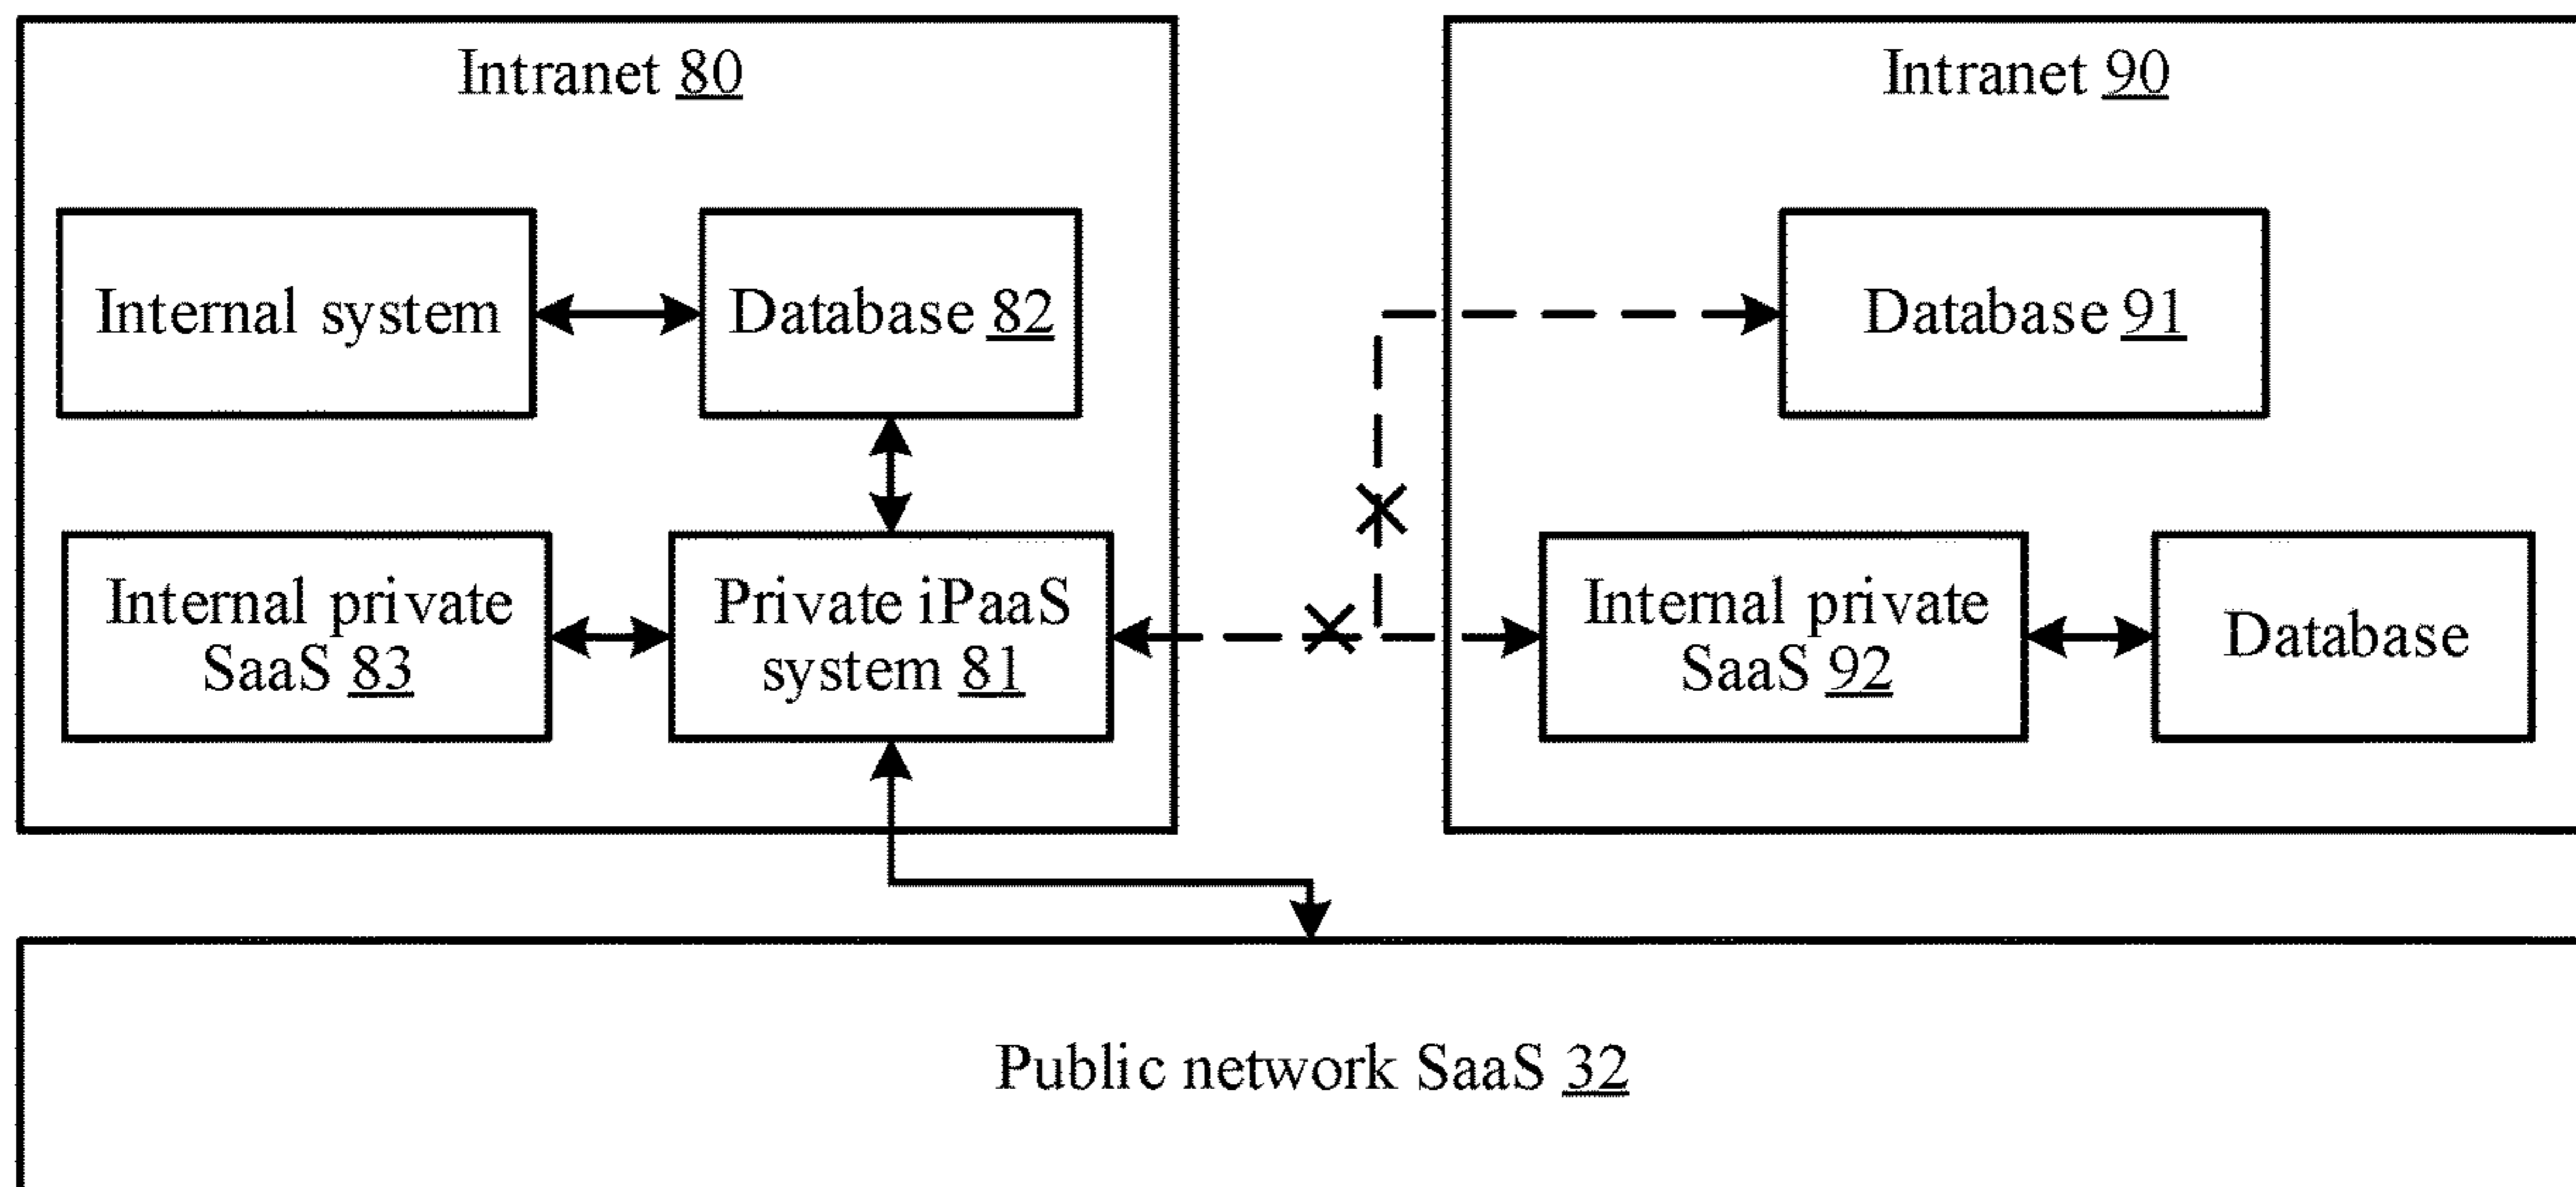 Intranet 80
Intranet 90
Internal system
Database 82
Database 91
Internal private
SaaS 83
Private iPaaS
system 81
Internal private
SaaS 92
Database
Public network SaaS 32